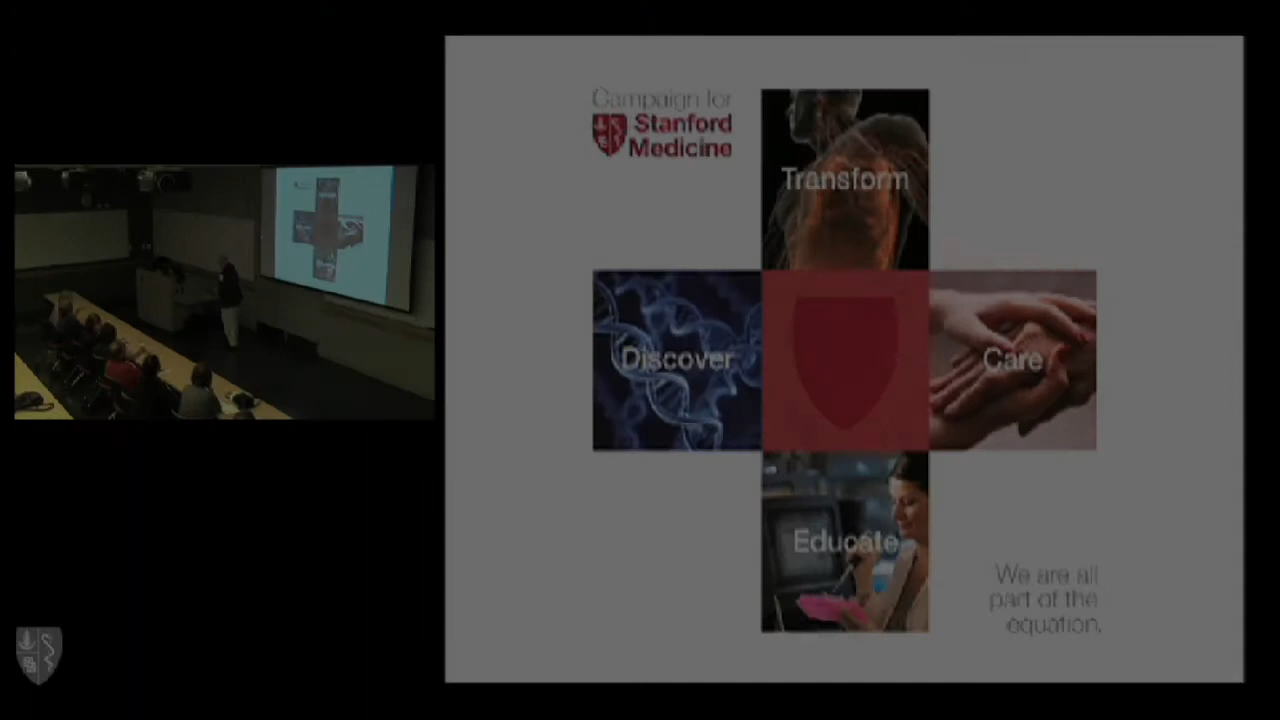 Campaign for
Stanford
Medicine
Transform
Discover
Care
Educate
We are all
part of the
equation.